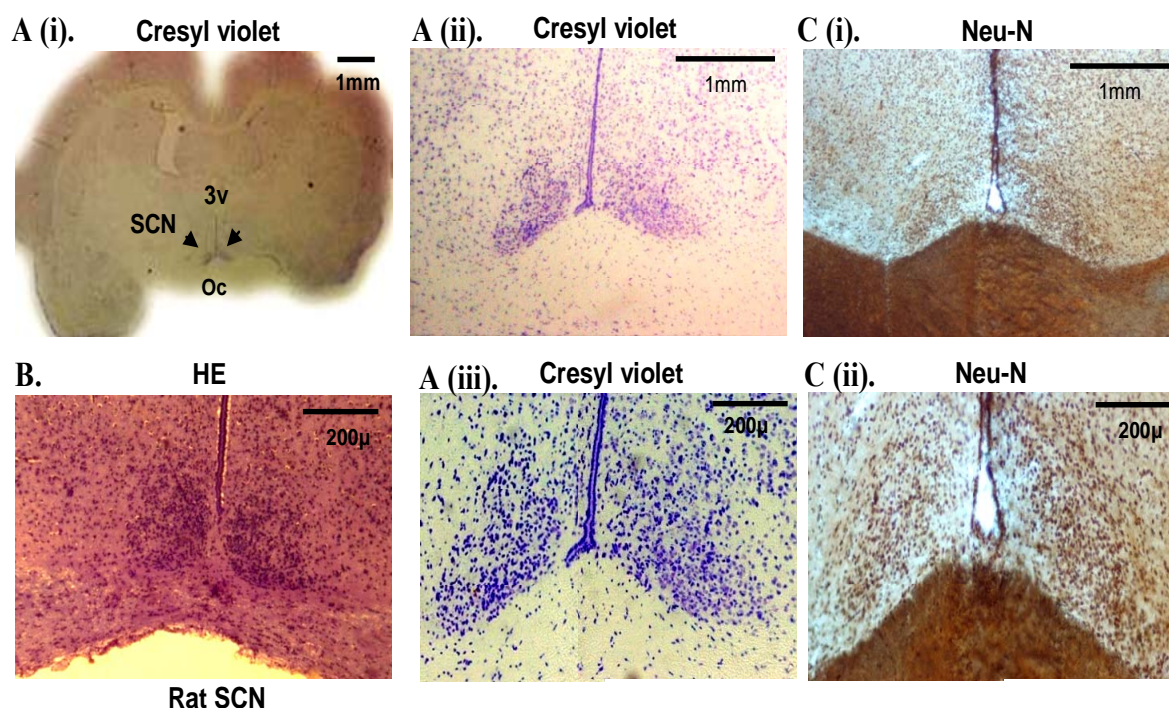 A (i). Cresyl violet
1mm
3v
SCN
Oc
A (ii). Cresyl violet
1mm
C (i). Neu-N
1mm
B. HE
200µ
Rat SCN
A (iii). Cresyl violet
200µ
C (ii). Neu-N
200µ